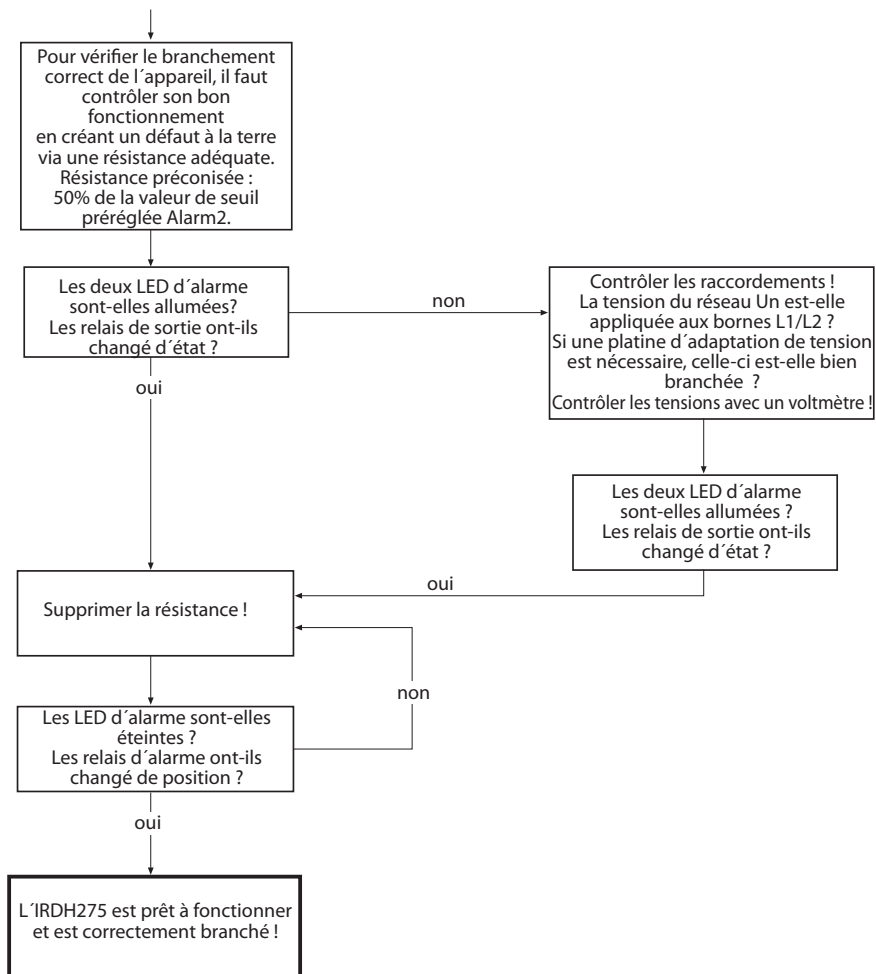 Pour vérifier le branchement
correct de l´appareil, il faut
contrôler son bon
fonctionnement
en créant un défaut à la terre
via une résistance adéquate.
Résistance préconisée :
50% de la valeur de seuil
préréglée Alarm2.
Les deux LED d´alarme
sont-elles allumées?
Les relais de sortie ont-ils
changé d´état ?
non
Contrôler les raccordements !
La tension du réseau Un est-elle
appliquée aux bornes L1/L2 ?
Si une platine d´adaptation de tension
est nécessaire, celle-ci est-elle bien
branchée ?
Contrôler les tensions avec un voltmètre !
oui
Les deux LED d´alarme
sont-elles allumées ?
Les relais de sortie ont-ils
changé d´état ?
oui
Supprimer la résistance !
non
Les LED d´alarme sont-elles
éteintes ?
Les relais d´alarme ont-ils
changé de position ?
oui
L´IRDH275 est prêt à fonctionner
et est correctement branché !